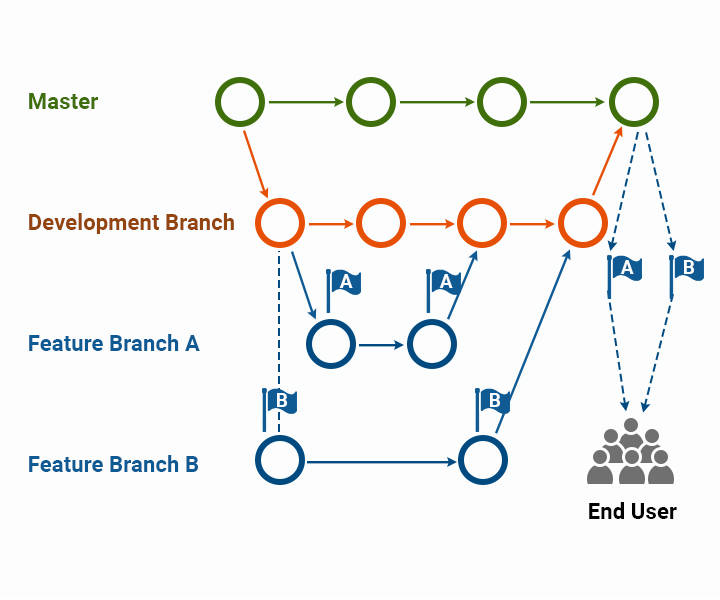 Master
Development Branch
A
B
A
A
Feature Branch A
B
B
Feature Branch B
End User